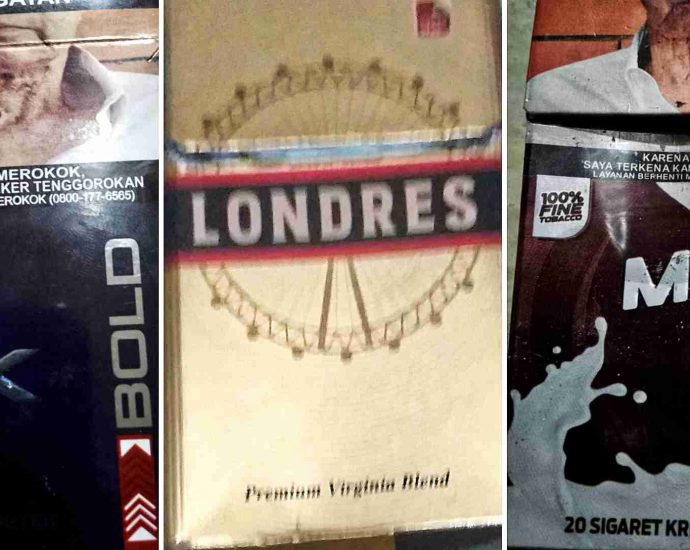 MEROKOK,
KER TENGGOROKAN
EROKOK (0800-177-6565)
BOLD
LONDRES
Premium Virginia Blend
KARENA
SAYA TERKENA KA
LAYANAN BERHENTI M
100%
FINE
TOBACCO
M
20 SIGARET KR